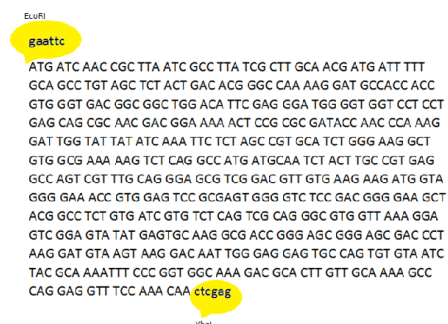 EcoRI
gaattc
ATG ATC AAC CGC TTA ATC GCC TTA TCG CTT GCA ACG ATG ATT TTT
GCA GCC TGT AGC TCT ACT GAC ACG GGC CAA AAG GAT GCCACC ACC
GTG GGT GAC GGC GGC TGG ACA TTC GAG GGA TGG GGT GGT CCT CCT
GAG CAG CGC AAC GAC GGA AAA ACT CCG CGC GATACC AAC CCA AAG
GAT TGG TAT TAT ATC AAA TTC TCT AGC CGT GCA TCT GGG AAG GCT
GTG GCG AAA AAG TCT CAG GCC ATG ATGCAA TCT ACT TGC CGT GAG
GCC AGT CGT TTG CAG GGA GCG TCG GAC GTT GTG AAG AAG ATG GTA
GGG GAA ACC GTG GAG TCC GCGAGT GGG GTC TCC GAC GGG GAA GCT
ACG GCC TCT GTG ATC GTG TCT CAG TCG CAG GGC GTG GTT AAA GGA
GTC GGA GTA TAT GAGTGC AAG GCG ACC GGG AGC GGG AGC GAC CCT
AAG GAT GTA AGT AAG GAC AAT TGG GAG GAG TGC CAG TGT GTA ATC
TAC GCA AAATTT CCC GGT GGC AAA GAC GCA CTT GTT GCA AAA GCC
CAG GAG GTT TCC AAA CAA ctcgag
XhoI